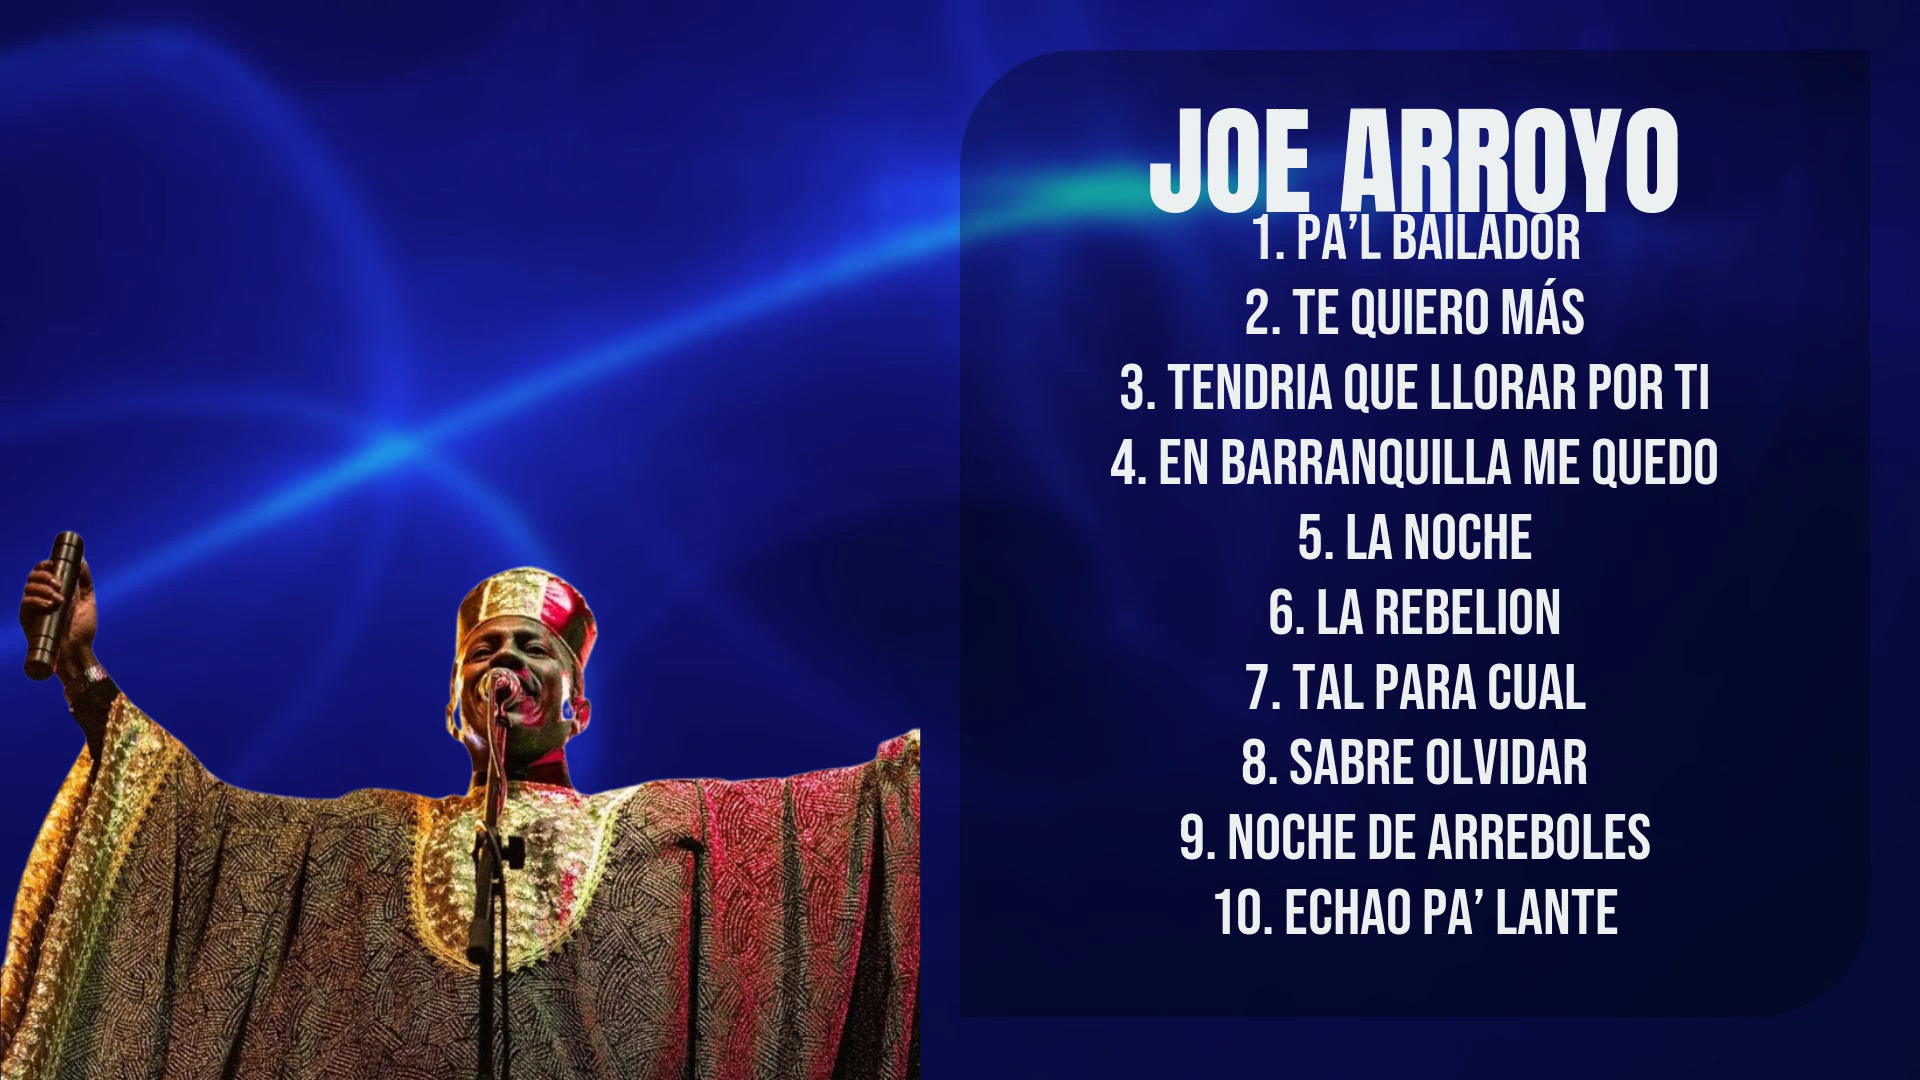 JOE ARROYO
1. PA’L BAILADOR
2. TE QUIERO MÁS
3. TENDRIA QUE LLORAR POR TI
4. EN BARRANQUILLA ME QUEDO
5. LA NOCHE
6. LA REBELION
7. TAL PARA CUAL
8. SABRE OLVIDAR
9. NOCHE DE ARREBOLES
10. ECHAO PA’ LANTE